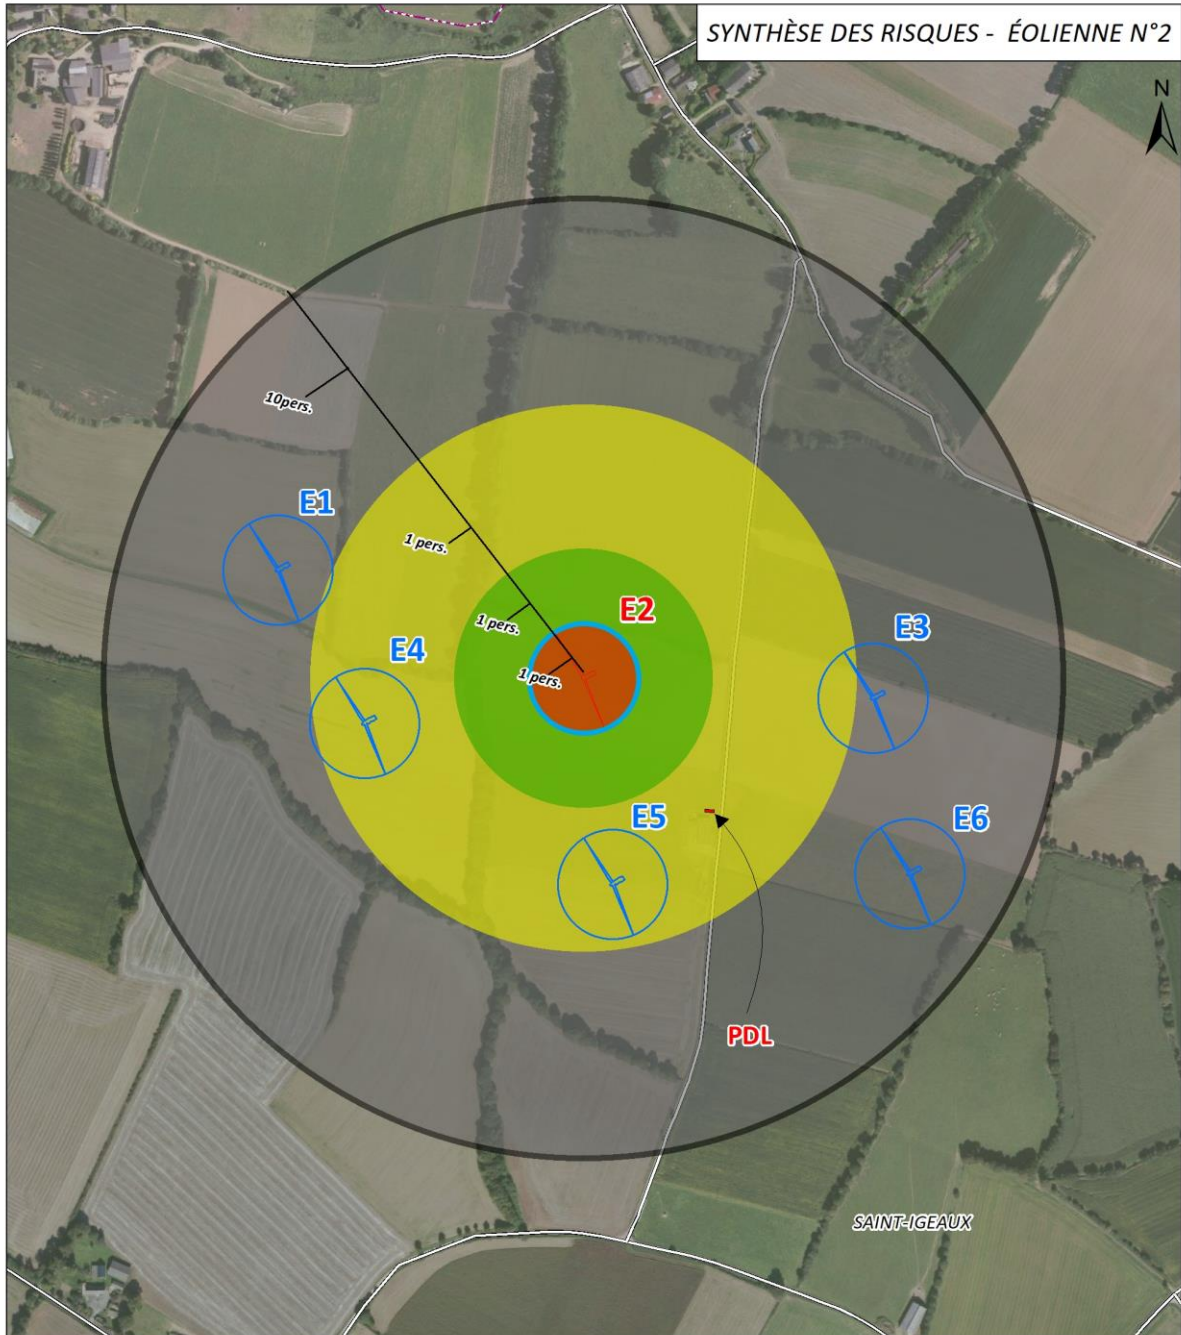 SYNTHÈSE DES RISQUES - ÉOLIENNE N°2
N
10pers.
E1
1 pers.
1 pers.
E2
E3
E4
1 pers.
E5
E6
PDL
SAINT-IGEAUX